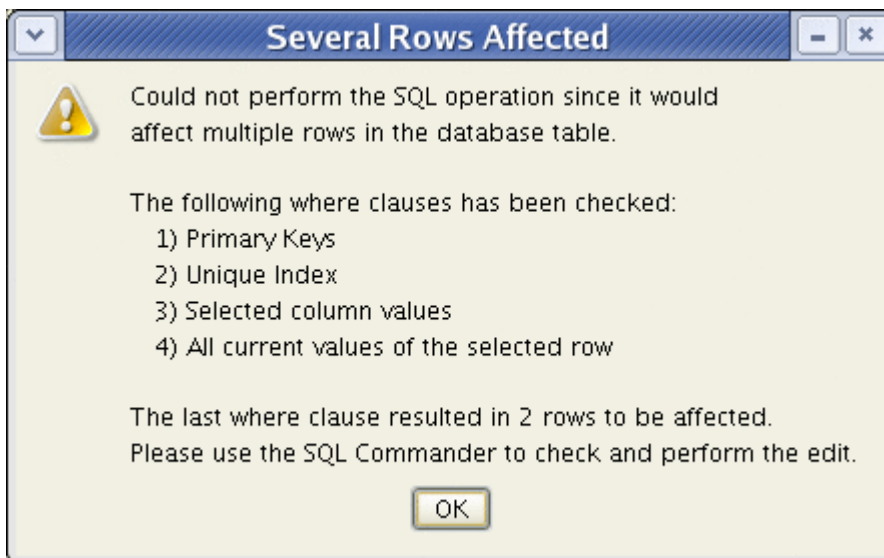 Several Rows Affected
Could not perform the SQL operation since it would
affect multiple rows in the database table.
The following where clauses has been checked:
1) Primary Keys
2) Unique Index
3) Selected column values
4) All current values of the selected row
The last where clause resulted in 2 rows to be affected.
Please use the SQL Commander to check and perform the edit.
OK